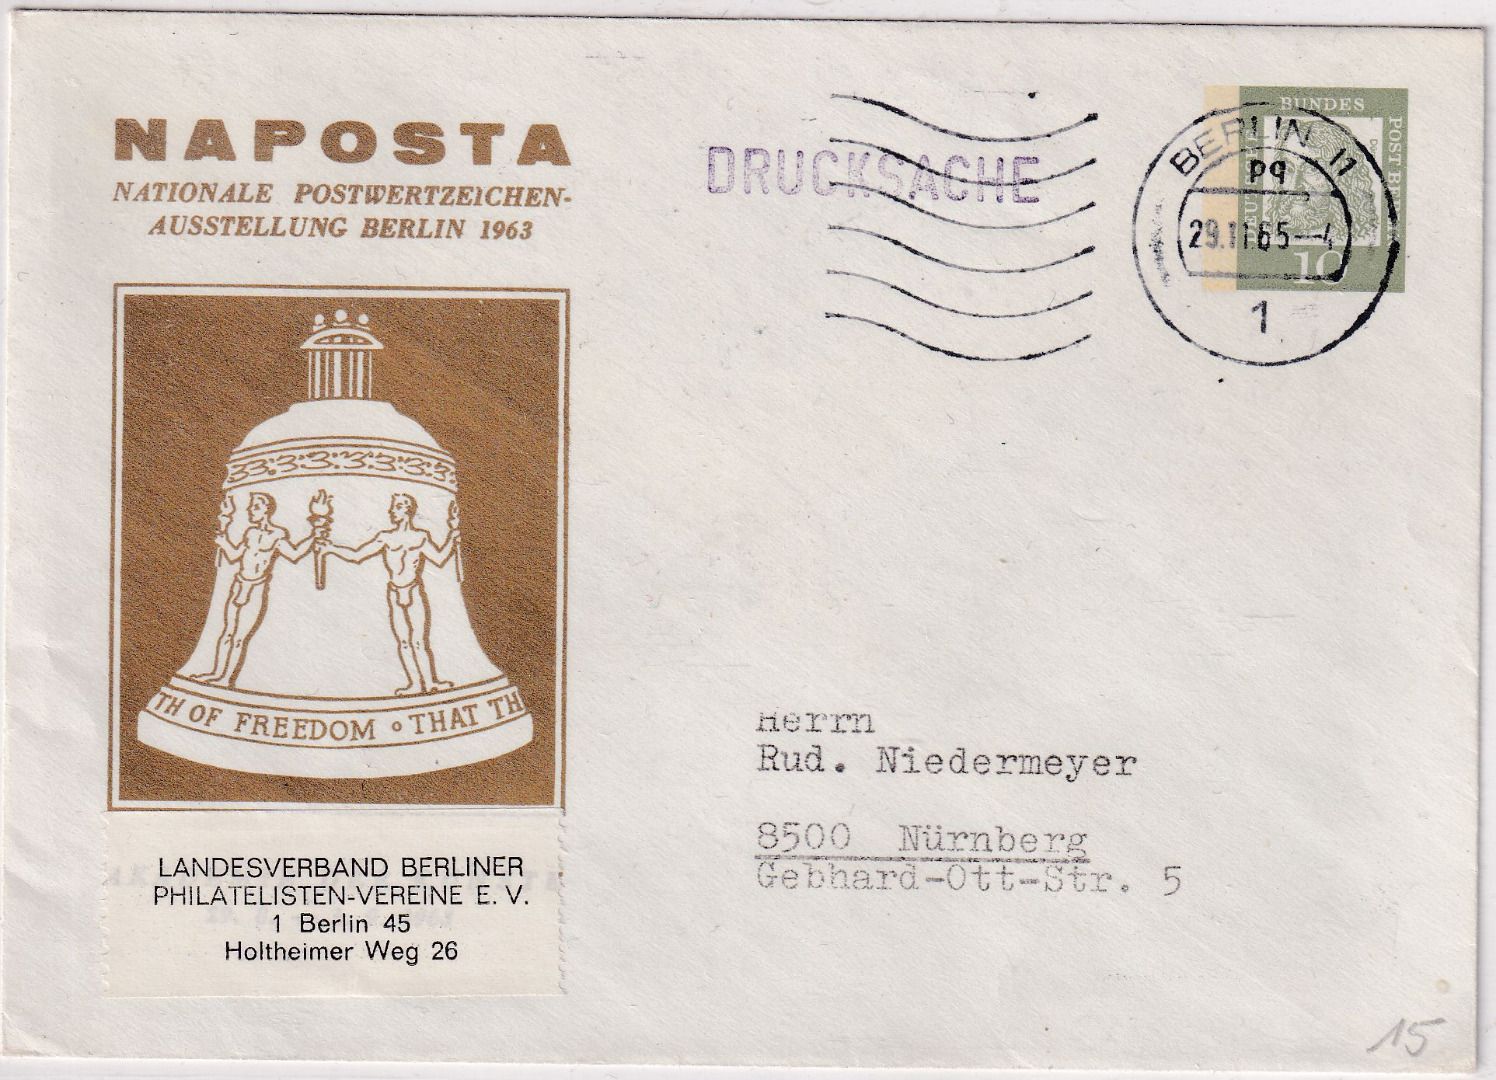 NAPOSTA
NATIONALE POSTWERTZEICHEN-
AUSSTELLUNG BERLIN 1963
TH OF FREEDOM ∘ THAT TH
LANDESVERBAND BERLINER
PHILATELISTEN-VEREINE E. V.
1 Berlin 45
Holtheimer Weg 26
DRUCKSACHE
BUNDES
POST
10
BERLIN 11
pq
29.11.65--4
1
Herrn
Rud. Niedermeyer
8500 Nürnberg
Gebhard-Ott-Str. 5
15